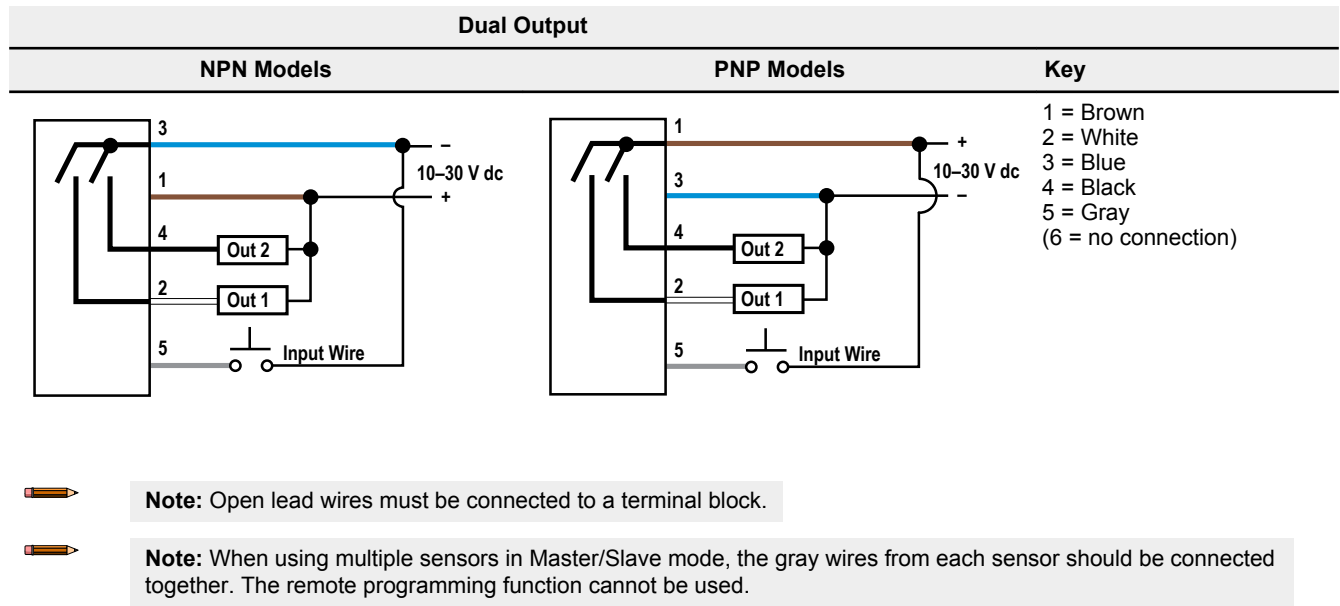 Dual Output
NPN Models
PNP Models
Key
3
–
10–30 V dc
1
+
4
Out 2
2
Out 1
5
Input Wire
1
+
10–30 V dc
3
–
4
Out 2
2
Out 1
5
Input Wire
1 = Brown
2 = White
3 = Blue
4 = Black
5 = Gray
(6 = no connection)
Note: Open lead wires must be connected to a terminal block.
Note: When using multiple sensors in Master/Slave mode, the gray wires from each sensor should be connected
together. The remote programming function cannot be used.